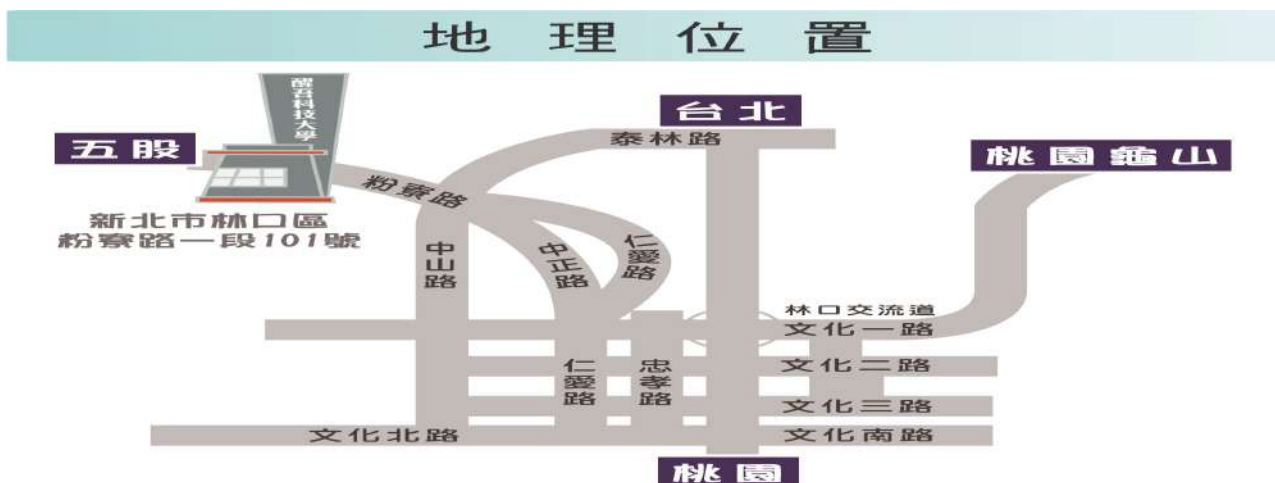 地理位置
醒吾科技大學
台北
五股
泰林路
桃園龜山
粉寮路
新北市林口區
粉寮路一段101號
中山路
中正路
仁愛路
林口交流道
文化一路
仁愛路
忠孝路
文化二路
文化三路
文化北路
文化南路
桃園